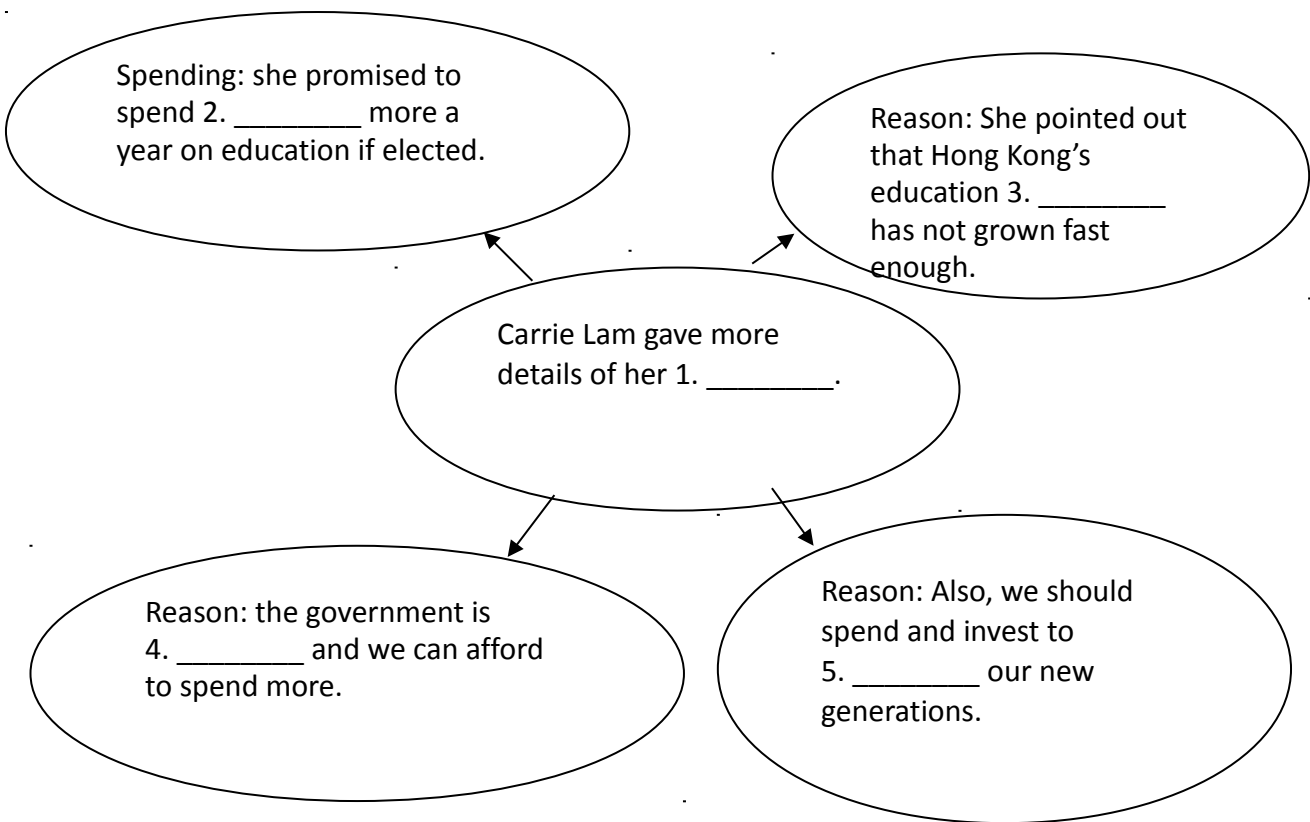 Spending: she promised to
spend 2. ________ more a
year on education if elected.
Reason: She pointed out
that Hong Kong’s
education 3. ________
has not grown fast
enough.
Carrie Lam gave more
details of her 1. ________.
Reason: the government is
4. ________ and we can afford
to spend more.
Reason: Also, we should
spend and invest to
5. ________ our new
generations.